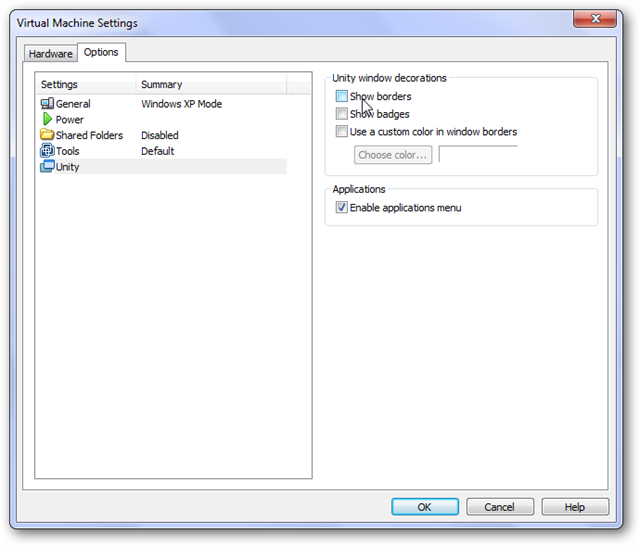 Virtual Machine Settings
Hardware
Options
Settings Summary
General Windows XP Mode
Power
Shared Folders Disabled
Tools Default
Unity
Unity window decorations
Show borders
Show badges
Use a custom color in window borders
Choose color...
Applications
Enable applications menu
OK Cancel Help